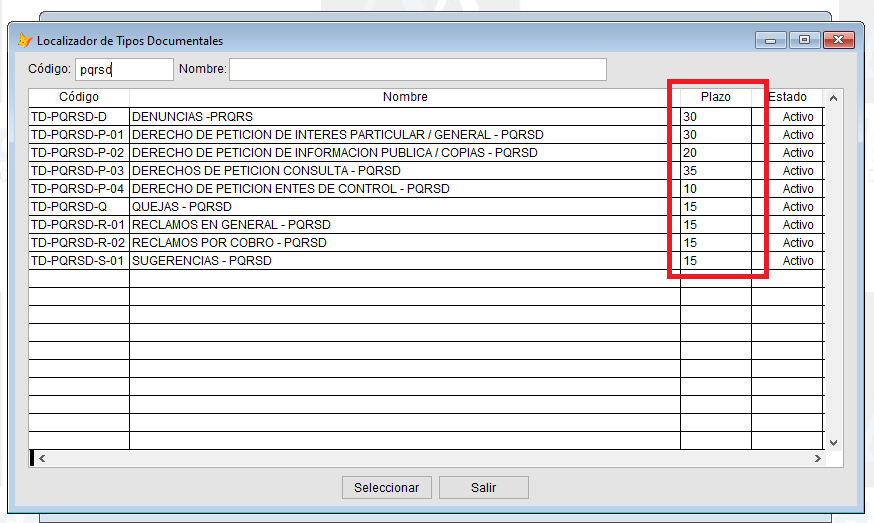 Localizador de Tipos Documentales
Código: pqrsd Nombre:
Código Nombre Plazo Estado
TD-PQRSD-D DENUNCIAS -PRQRS 30 Activo
TD-PQRSD-P-01 DERECHO DE PETICION DE INTERES PARTICULAR / GENERAL - PQRSD 30 Activo
TD-PQRSD-P-02 DERECHO DE PETICION DE INFORMACION PUBLICA / COPIAS - PQRSD 20 Activo
TD-PQRSD-P-03 DERECHOS DE PETICION CONSULTA - PQRSD 35 Activo
TD-PQRSD-P-04 DERECHO DE PETICION ENTES DE CONTROL - PQRSD 10 Activo
TD-PQRSD-Q QUEJAS - PQRSD 15 Activo
TD-PQRSD-R-01 RECLAMOS EN GENERAL - PQRSD 15 Activo
TD-PQRSD-R-02 RECLAMOS POR COBRO - PQRSD 15 Activo
TD-PQRSD-S-01 SUGERENCIAS - PQRSD 15 Activo
Seleccionar Salir